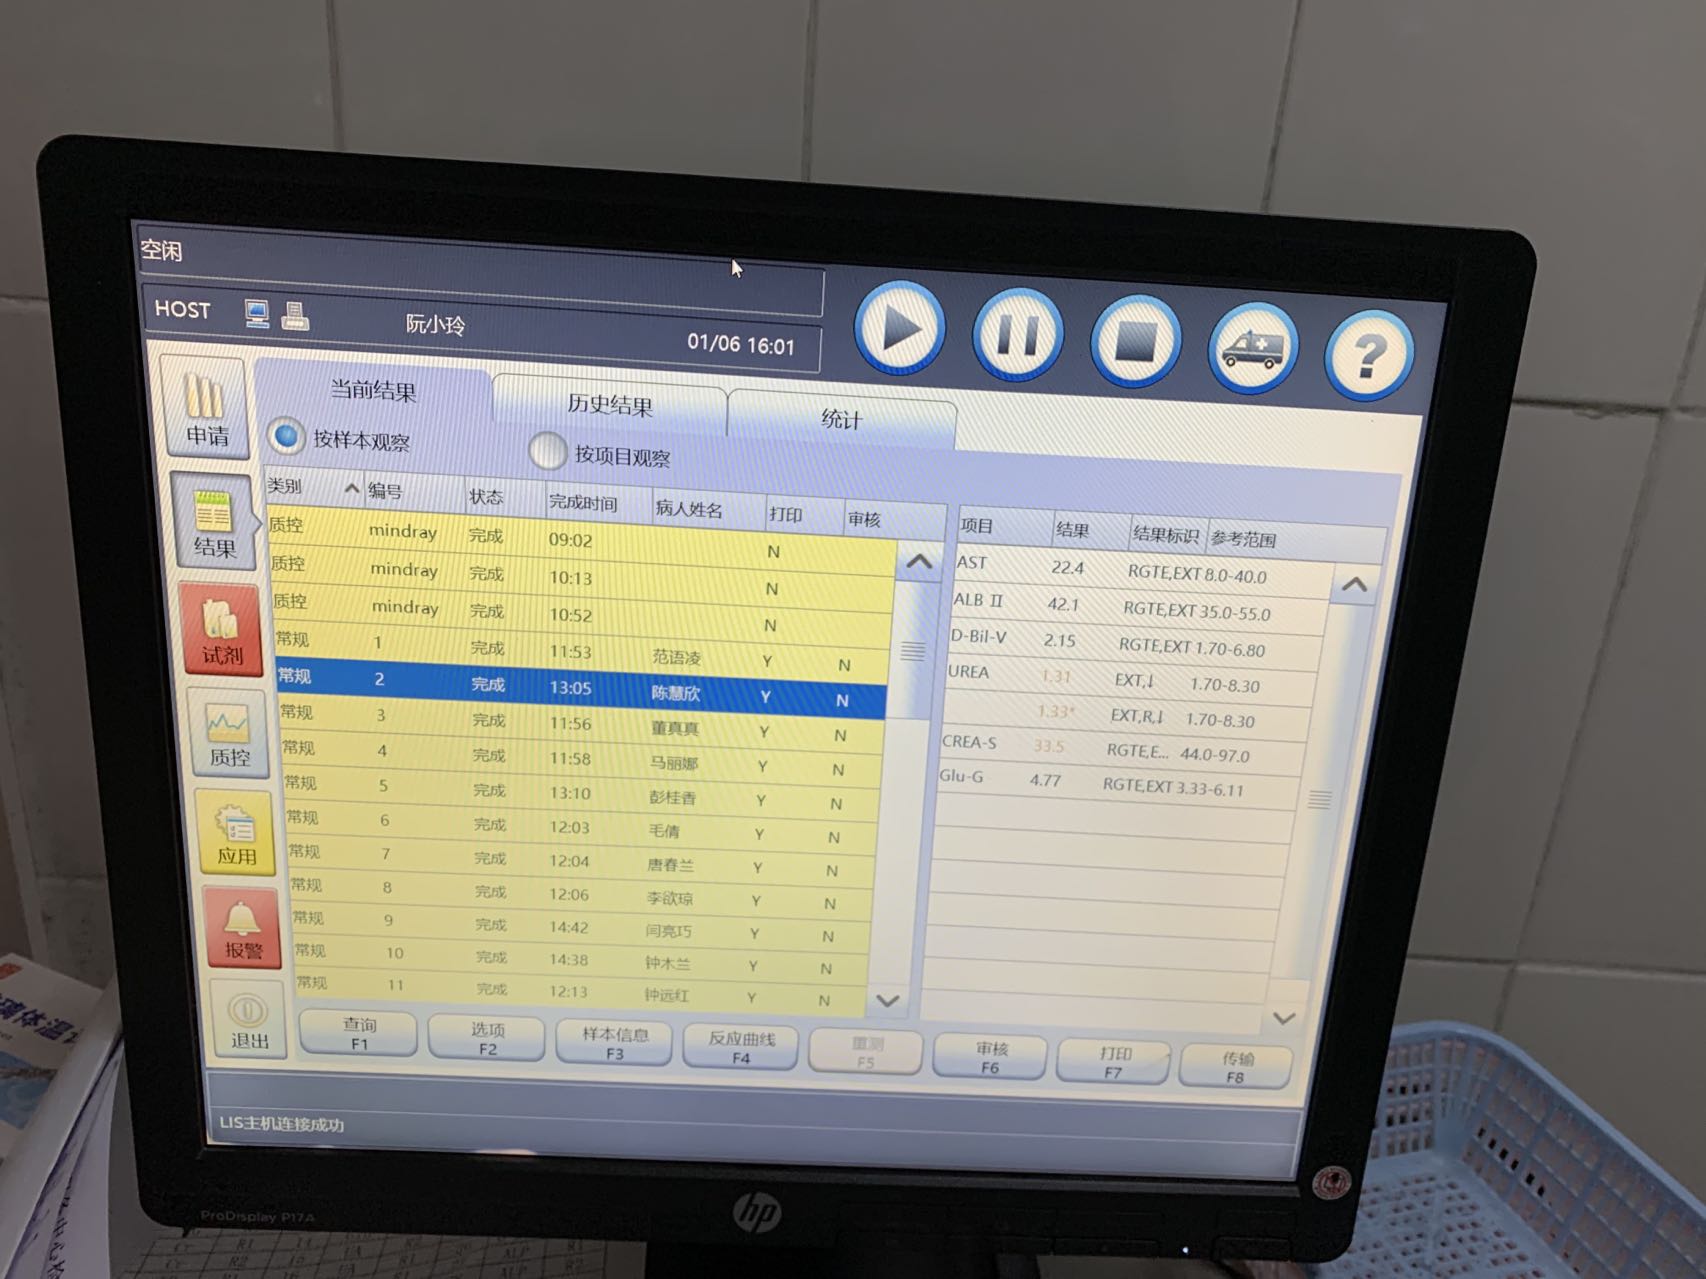 空闲
HOST 阮小玲 01/06 16:01
申请
结果
试剂
质控
应用
报警
退出
当前结果 历史结果 统计
按样本观察 按项目观察
类别 编号 状态 完成时间 病人姓名 打印 审核
质控 mindray 完成 09:02 N
质控 mindray 完成 10:13 N
质控 mindray 完成 10:52 N
常规 1 完成 11:53 范语凌 Y N
常规 2 完成 13:05 陈慧欣 Y N
常规 3 完成 11:56 董真真 Y N
常规 4 完成 11:58 马丽娜 Y N
常规 5 完成 13:10 彭桂香 Y N
常规 6 完成 12:03 毛倩 Y N
常规 7 完成 12:04 唐春兰 Y N
常规 8 完成 12:06 李欲琼 Y N
常规 9 完成 14:42 闫亮巧 Y N
常规 10 完成 14:38 钟木兰 Y N
常规 11 完成 12:13 钟远红 Y N
项目 结果 结果标识 参考范围
AST 22.4 RGTE,EXT 8.0-40.0
ALB II 42.1 RGTE,EXT 35.0-55.0
D-Bil-V 2.15 RGTE,EXT 1.70-6.80
UREA 1.31 EXT,↓ 1.70-8.30
1.33* EXT,R,↓ 1.70-8.30
CREA-S 33.5 RGTE,E... 44.0-97.0
Glu-G 4.77 RGTE,EXT 3.33-6.11
查询 F1
选项 F2
样本信息 F3
反应曲线 F4
重测 F5
审核 F6
打印 F7
传输 F8
LIS主机连接成功
ProDisplay P17A
hp